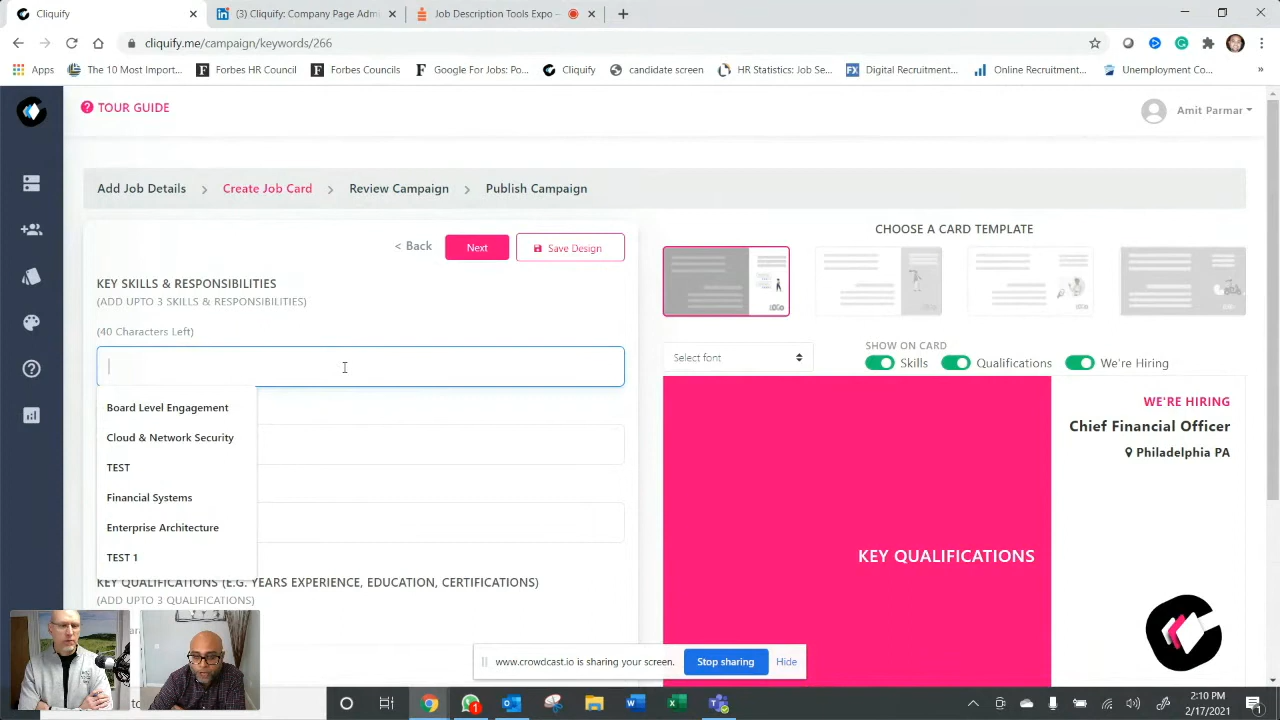 Cliquify
(3) Cliquify: Company Page Adm
Job Description Tools Expo –
cliquify.me/campaign/keywords/266
Apps
The 10 Most Import...
Forbes HR Council
Forbes Councils
Google For Jobs,...
Cliquify
candidate screen
HR Statistics: Job Se...
Digital Recruitment...
Online Recruitment...
Unemployment Co...
TOUR GUIDE
Amit Parmar
Add Job Details
Create Job Card
Review Campaign
Publish Campaign
< Back
Next
Save Design
CHOOSE A CARD TEMPLATE
KEY SKILLS & RESPONSIBILITIES
(ADD UPTO 3 SKILLS & RESPONSIBILITIES)
(40 Characters Left)
LOGO
LOGO
LOGO
LOGO
Select font
SHOW ON CARD
Skills
Qualifications
We're Hiring
Board Level Engagement
Cloud & Network Security
TEST
Financial Systems
Enterprise Architecture
TEST 1
WE'RE HIRING
Chief Financial Officer
Philadelphia PA
KEY QUALIFICATIONS
KEY QUALIFICATIONS (E.G. YEARS EXPERIENCE, EDUCATION, CERTIFICATIONS)
(ADD UPTO 3 QUALIFICATIONS)
www.crowdcast.io is sharing your screen.
Stop sharing
Hide
2:10 PM
2/17/2021